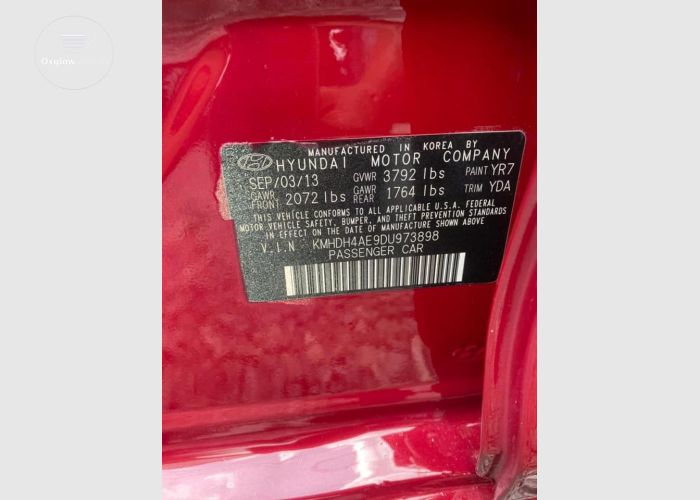 Oxglow
MANUFACTURED IN KOREA BY
HYUNDAI MOTOR COMPANY
SEP/03/13 GVWR 3792 lbs PAINT YR7
GAWR FRONT 2072 lbs GAWR REAR 1764 lbs TRIM YDA
THIS VEHICLE CONFORMS TO ALL APPLICABLE U.S.A. FEDERAL
MOTOR VEHICLE SAFETY, BUMPER, AND THEFT PREVENTION STANDARDS
IN EFFECT ON THE DATE OF MANUFACTURE SHOWN ABOVE
V.I.N KMHDH4AE9DU973898
PASSENGER CAR